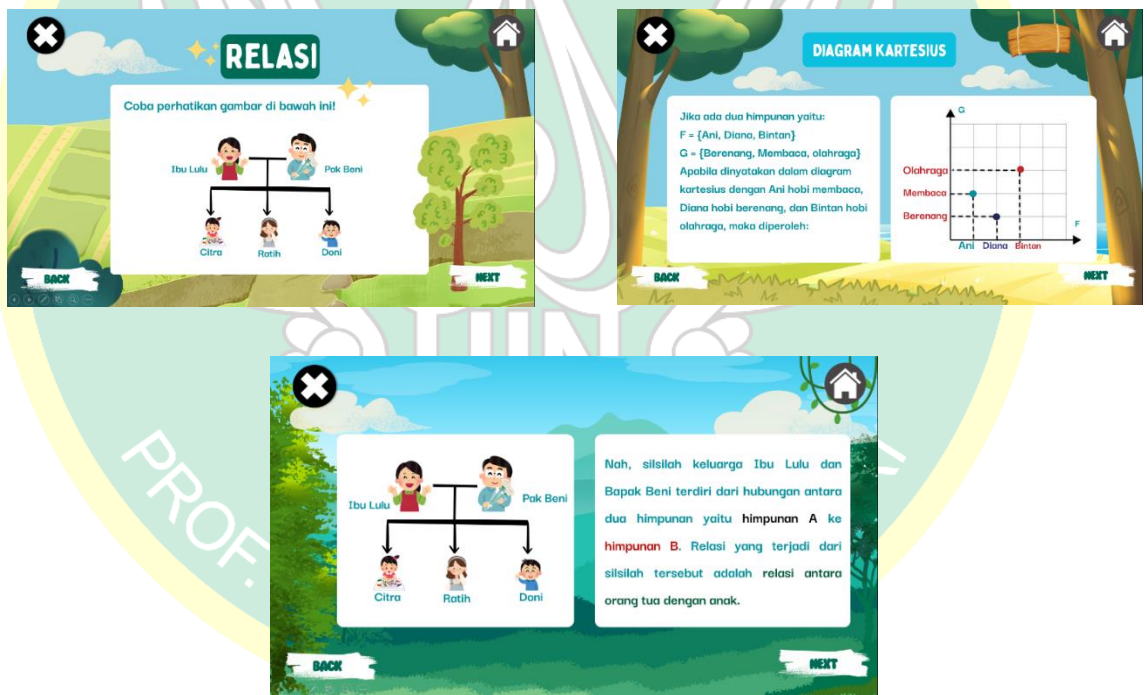 RELASI
Coba perhatikan gambar di bawah ini!
Ibu Lulu
Pak Beni
Citra
Ratih
Doni
BACK
NEXT
DIAGRAM KARTESIUS
Jika ada dua himpunan yaitu:
F = {Ani, Diana, Bintan}
G = {Berenang, Membaca, olahraga}
Apabila dinyatakan dalam diagram
kartesius dengan Ani hobi membaca,
Diana hobi berenang, dan Bintan hobi
olahraga, maka diperoleh:
G
Olahraga
Membaca
Berenang
F
Ani Diana Bintan
BACK
NEXT
UIN
PROF.
Ibu Lulu
Pak Beni
Citra
Ratih
Doni
Nah, silsilah keluarga Ibu Lulu dan
Bapak Beni terdiri dari hubungan antara
dua himpunan yaitu himpunan A ke
himpunan B. Relasi yang terjadi dari
silsilah tersebut adalah relasi antara
orang tua dengan anak.
BACK
NEXT